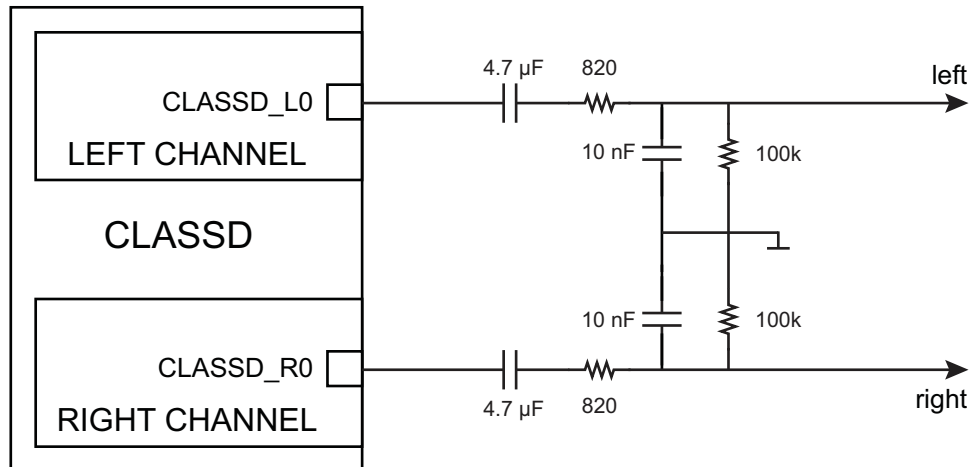 4.7 µF 820
left
CLASSD_L0
LEFT CHANNEL
10 nF 100k
CLASSD
10 nF 100k
CLASSD_R0
right
4.7 µF 820
RIGHT CHANNEL